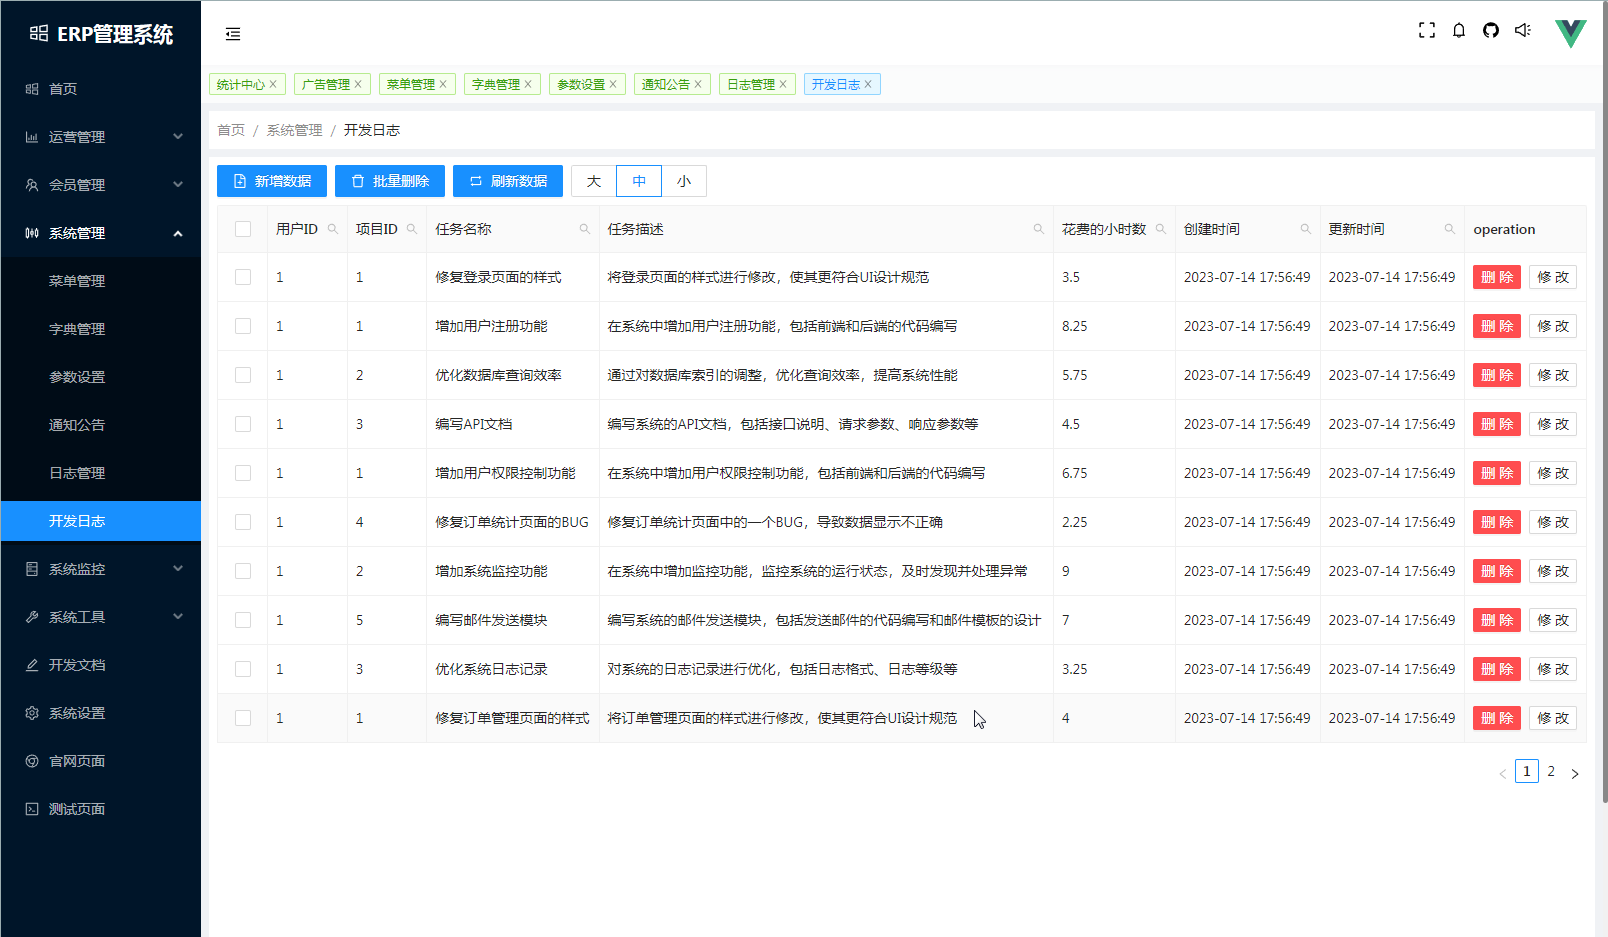 ERP管理系统
首页
运营管理
会员管理
系统管理
菜单管理
字典管理
参数设置
通知公告
日志管理
开发日志
系统监控
系统工具
开发文档
系统设置
官网页面
测试页面
统计中心 广告管理 菜单管理 字典管理 参数设置 通知公告 日志管理 开发日志
首页 / 系统管理 / 开发日志
新增数据 批量删除 刷新数据 大 中 小
用户ID 项目ID 任务名称 任务描述 花费的小时数 创建时间 更新时间 operation
1 1 修复登录页面的样式 将登录页面的样式进行修改，使其更符合UI设计规范 3.5 2023-07-14 17:56:49 2023-07-14 17:56:49 删 除 修 改
1 1 增加用户注册功能 在系统中增加用户注册功能，包括前端和后端的代码编写 8.25 2023-07-14 17:56:49 2023-07-14 17:56:49 删 除 修 改
1 2 优化数据库查询效率 通过对数据库索引的调整，优化查询效率，提高系统性能 5.75 2023-07-14 17:56:49 2023-07-14 17:56:49 删 除 修 改
1 3 编写API文档 编写系统的API文档，包括接口说明、请求参数、响应参数等 4.5 2023-07-14 17:56:49 2023-07-14 17:56:49 删 除 修 改
1 1 增加用户权限控制功能 在系统中增加用户权限控制功能，包括前端和后端的代码编写 6.75 2023-07-14 17:56:49 2023-07-14 17:56:49 删 除 修 改
1 4 修复订单统计页面的BUG 修复订单统计页面中的一个BUG，导致数据显示不正确 2.25 2023-07-14 17:56:49 2023-07-14 17:56:49 删 除 修 改
1 2 增加系统监控功能 在系统中增加监控功能，监控系统的运行状态，及时发现并处理异常 9 2023-07-14 17:56:49 2023-07-14 17:56:49 删 除 修 改
1 5 编写邮件发送模块 编写系统的邮件发送模块，包括发送邮件的代码编写和邮件模板的设计 7 2023-07-14 17:56:49 2023-07-14 17:56:49 删 除 修 改
1 3 优化系统日志记录 对系统的日志记录进行优化，包括日志格式、日志等级等 3.25 2023-07-14 17:56:49 2023-07-14 17:56:49 删 除 修 改
1 1 修复订单管理页面的样式 将订单管理页面的样式进行修改，使其更符合UI设计规范 4 2023-07-14 17:56:49 2023-07-14 17:56:49 删 除 修 改
1 2